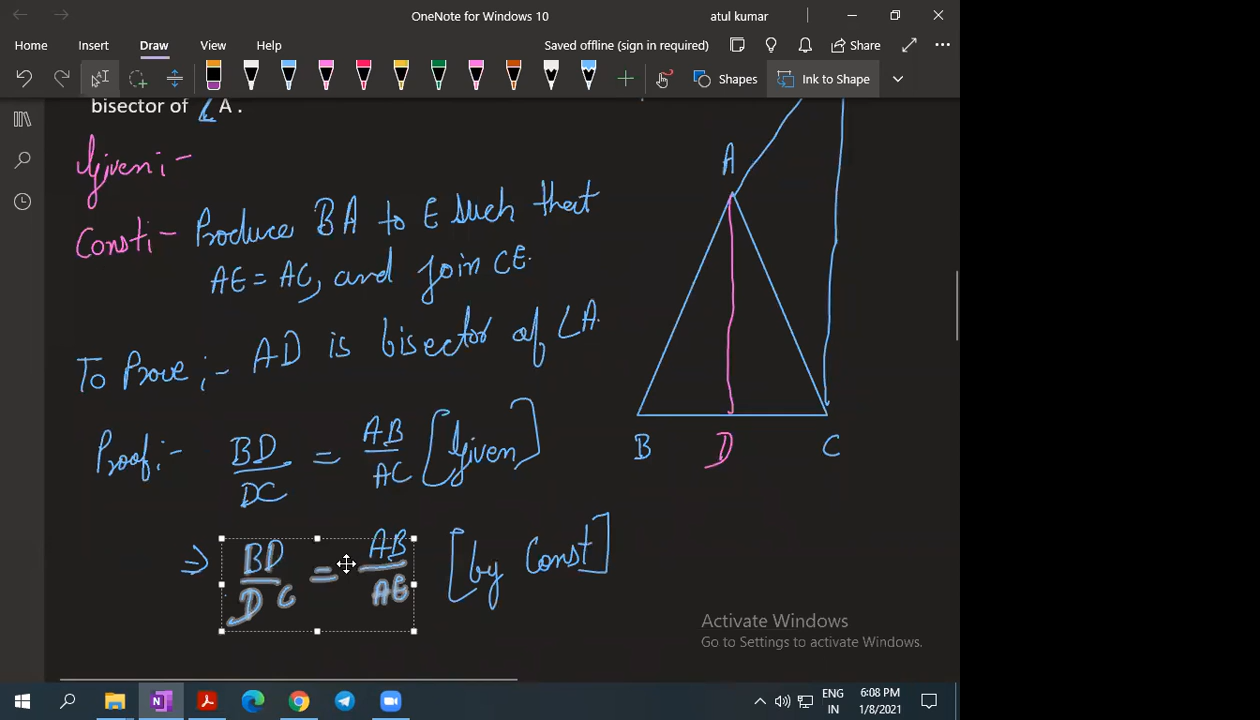 OneNote for Windows 10
atul kumar
Home Insert Draw View Help
Saved offline (sign in required)
Share
Shapes
Ink to Shape
bisector of ∠A .
Given:-
Const:- Produce BA to E such that
AE = AC, and join CE.
To Prove:- AD is bisector of ∠A.
Proof:- BD/DC = AB/AC [Given]
⇒ BD/DC = AB/AE [by Const]
A
B D C
Activate Windows
Go to Settings to activate Windows.
ENG
IN
6:08 PM
1/8/2021